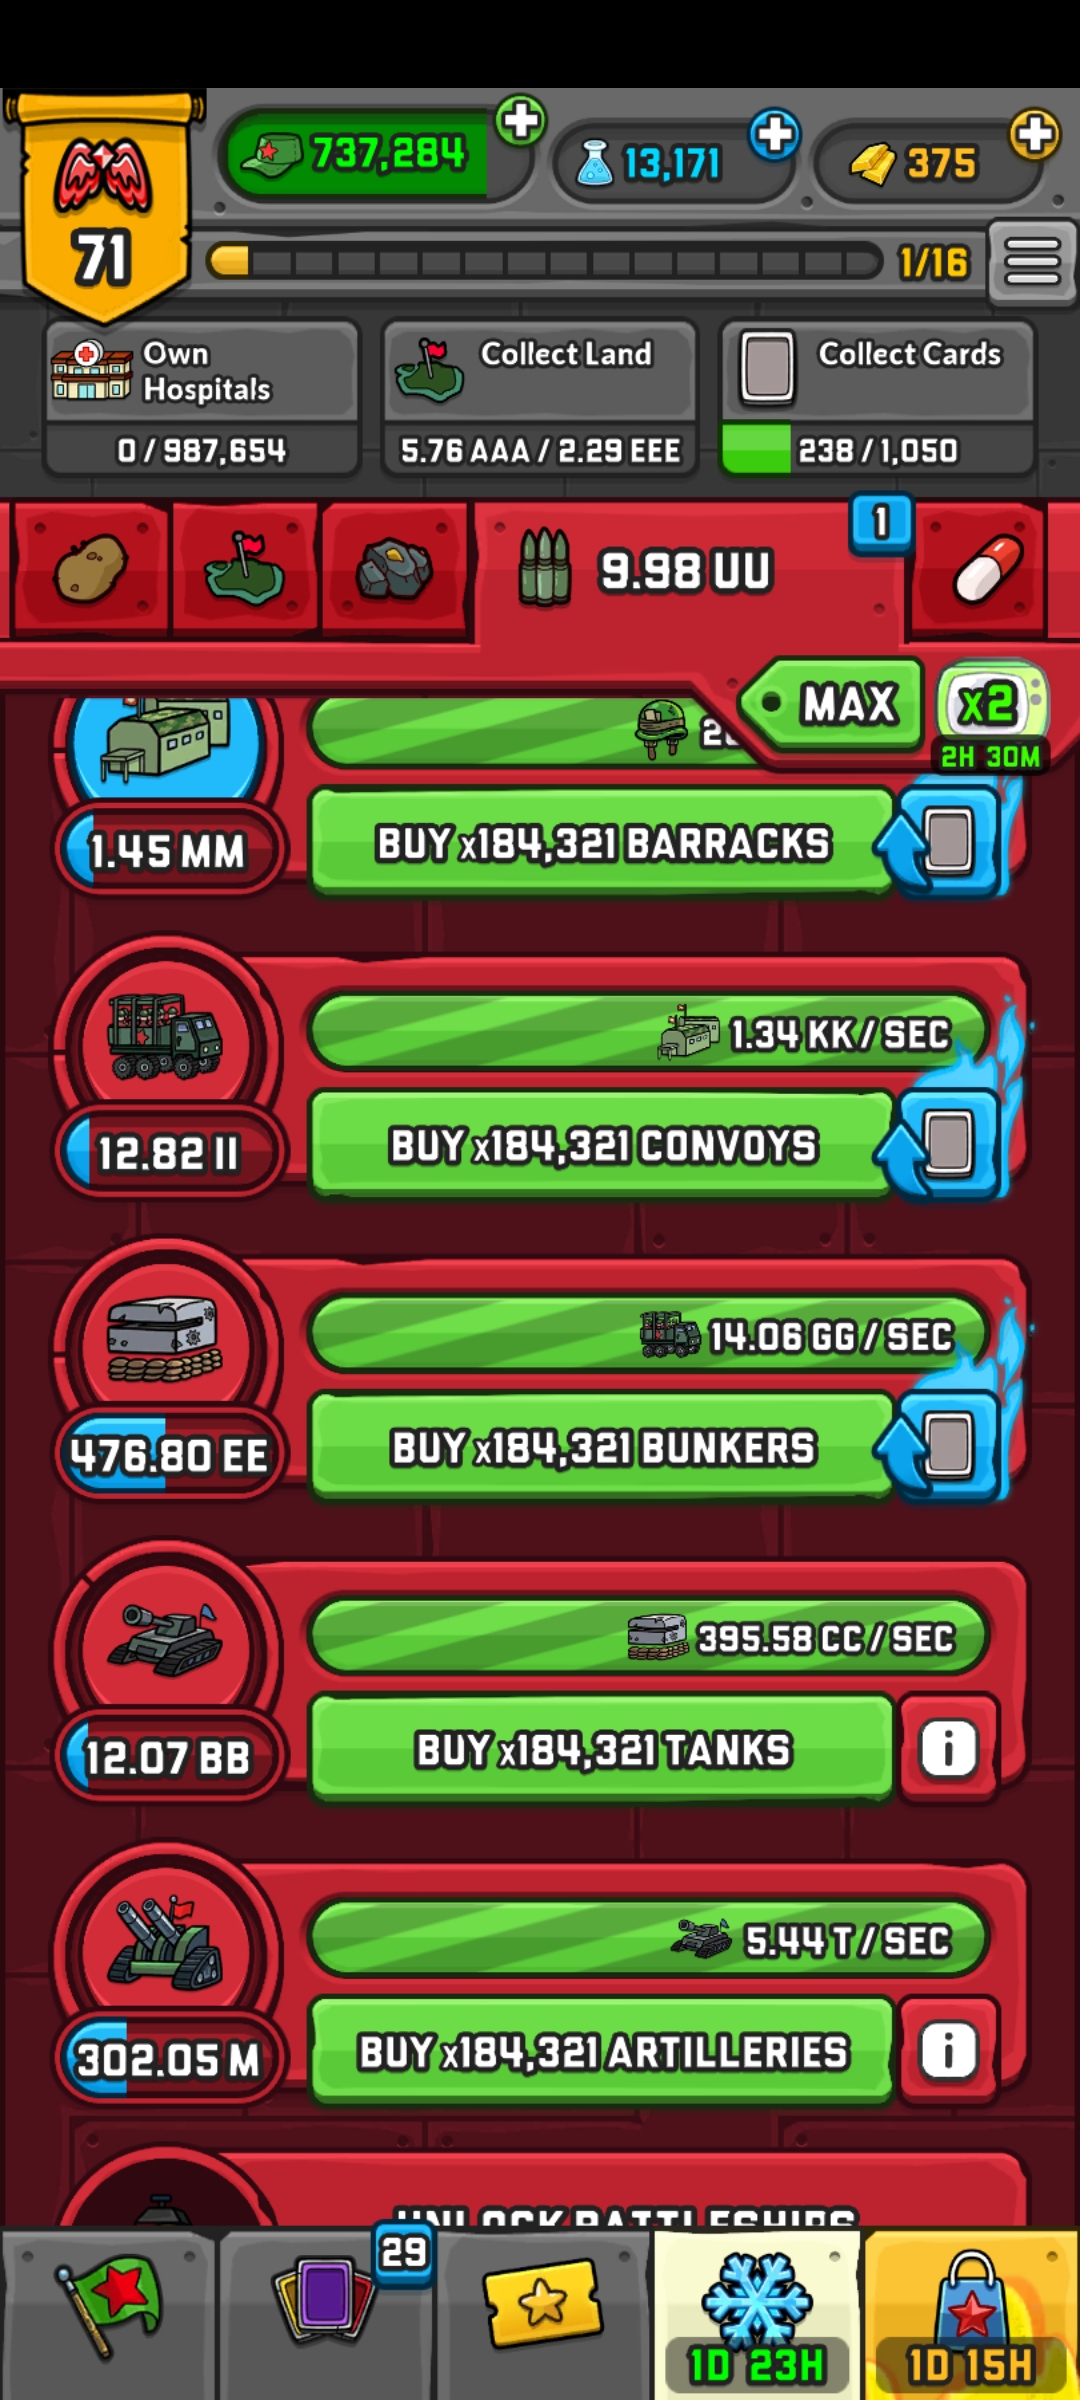 737,284
13,171
375
71
1/16
Own
Hospitals
Collect Land
Collect Cards
0 / 987,654
5.76 AAA / 2.29 EEE
238 / 1,050
1
9.98 UU
MAX
x2
2H 30M
1.45 MM
BUY x184,321 BARRACKS
1.34 KK / SEC
12.82 II
BUY x184,321 CONVOYS
14.06 GG / SEC
476.80 EE
BUY x184,321 BUNKERS
395.58 CC / SEC
12.07 BB
BUY x184,321 TANKS
i
5.44 T / SEC
302.05 M
BUY x184,321 ARTILLERIES
i
UNLOCK BATTLESHIPS
29
1D 23H
1D 15H